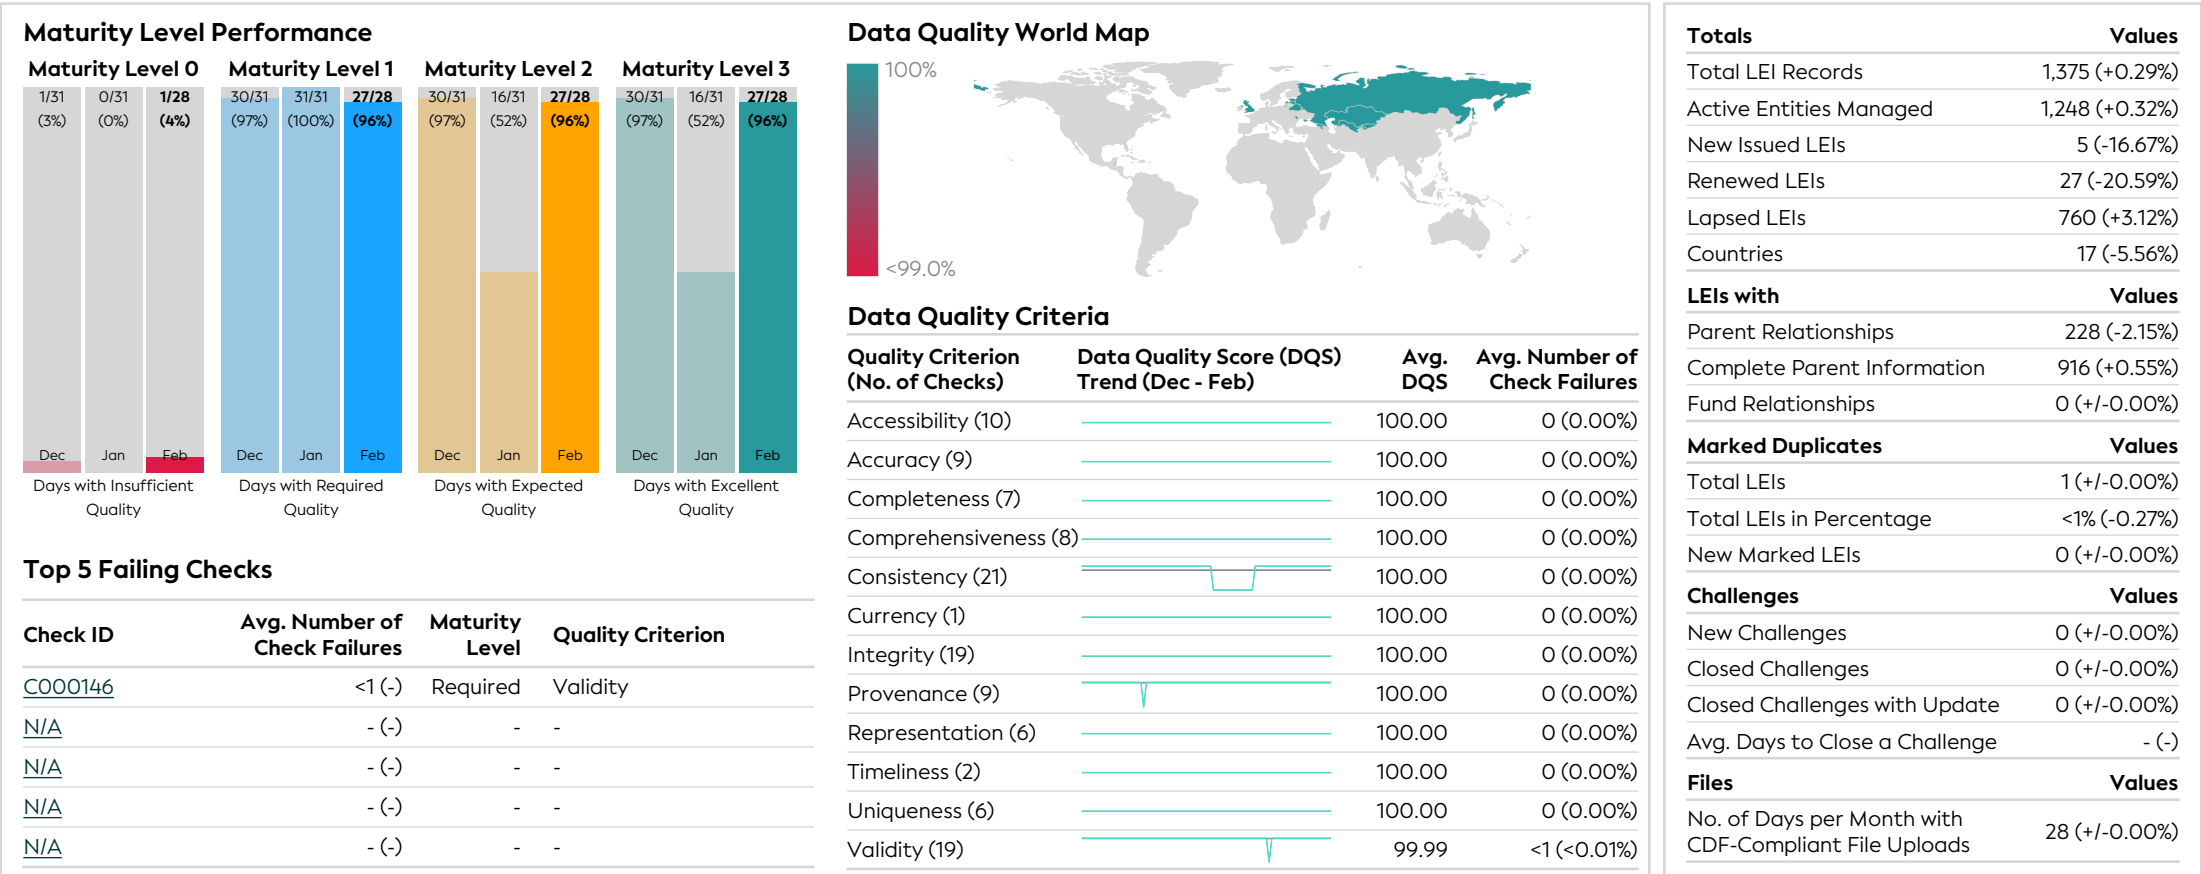 Maturity Level Performance
Maturity Level 0 Maturity Level 1 Maturity Level 2 Maturity Level 3
1/31 0/31 1/28 30/31 31/31 27/28 30/31 16/31 27/28 30/31 16/31 27/28
(3%) (0%) (4%) (97%) (100%) (96%) (97%) (52%) (96%) (97%) (52%) (96%)
Dec Jan Feb Dec Jan Feb Dec Jan Feb Dec Jan Feb
Days with Insufficient Days with Required Days with Expected Days with Excellent
Quality Quality Quality Quality
Top 5 Failing Checks
Check ID Avg. Number of Check Failures Maturity Level Quality Criterion
C000146 <1 (-) Required Validity
N/A - (-) - -
N/A - (-) - -
N/A - (-) - -
N/A - (-) - -
Data Quality World Map
100%
<99.0%
Data Quality Criteria
Quality Criterion Data Quality Score (DQS) Avg. Avg. Number of
(No. of Checks) Trend (Dec - Feb) DQS Check Failures
Accessibility (10) 100.00 0 (0.00%)
Accuracy (9) 100.00 0 (0.00%)
Completeness (7) 100.00 0 (0.00%)
Comprehensiveness (8) 100.00 0 (0.00%)
Consistency (21) 100.00 0 (0.00%)
Currency (1) 100.00 0 (0.00%)
Integrity (19) 100.00 0 (0.00%)
Provenance (9) 100.00 0 (0.00%)
Representation (6) 100.00 0 (0.00%)
Timeliness (2) 100.00 0 (0.00%)
Uniqueness (6) 100.00 0 (0.00%)
Validity (19) 99.99 <1 (<0.01%)
Totals Values
Total LEI Records 1,375 (+0.29%)
Active Entities Managed 1,248 (+0.32%)
New Issued LEIs 5 (-16.67%)
Renewed LEIs 27 (-20.59%)
Lapsed LEIs 760 (+3.12%)
Countries 17 (-5.56%)
LEIs with Values
Parent Relationships 228 (-2.15%)
Complete Parent Information 916 (+0.55%)
Fund Relationships 0 (+/-0.00%)
Marked Duplicates Values
Total LEIs 1 (+/-0.00%)
Total LEIs in Percentage <1% (-0.27%)
New Marked LEIs 0 (+/-0.00%)
Challenges Values
New Challenges 0 (+/-0.00%)
Closed Challenges 0 (+/-0.00%)
Closed Challenges with Update 0 (+/-0.00%)
Avg. Days to Close a Challenge - (-)
Files Values
No. of Days per Month with
CDF-Compliant File Uploads 28 (+/-0.00%)